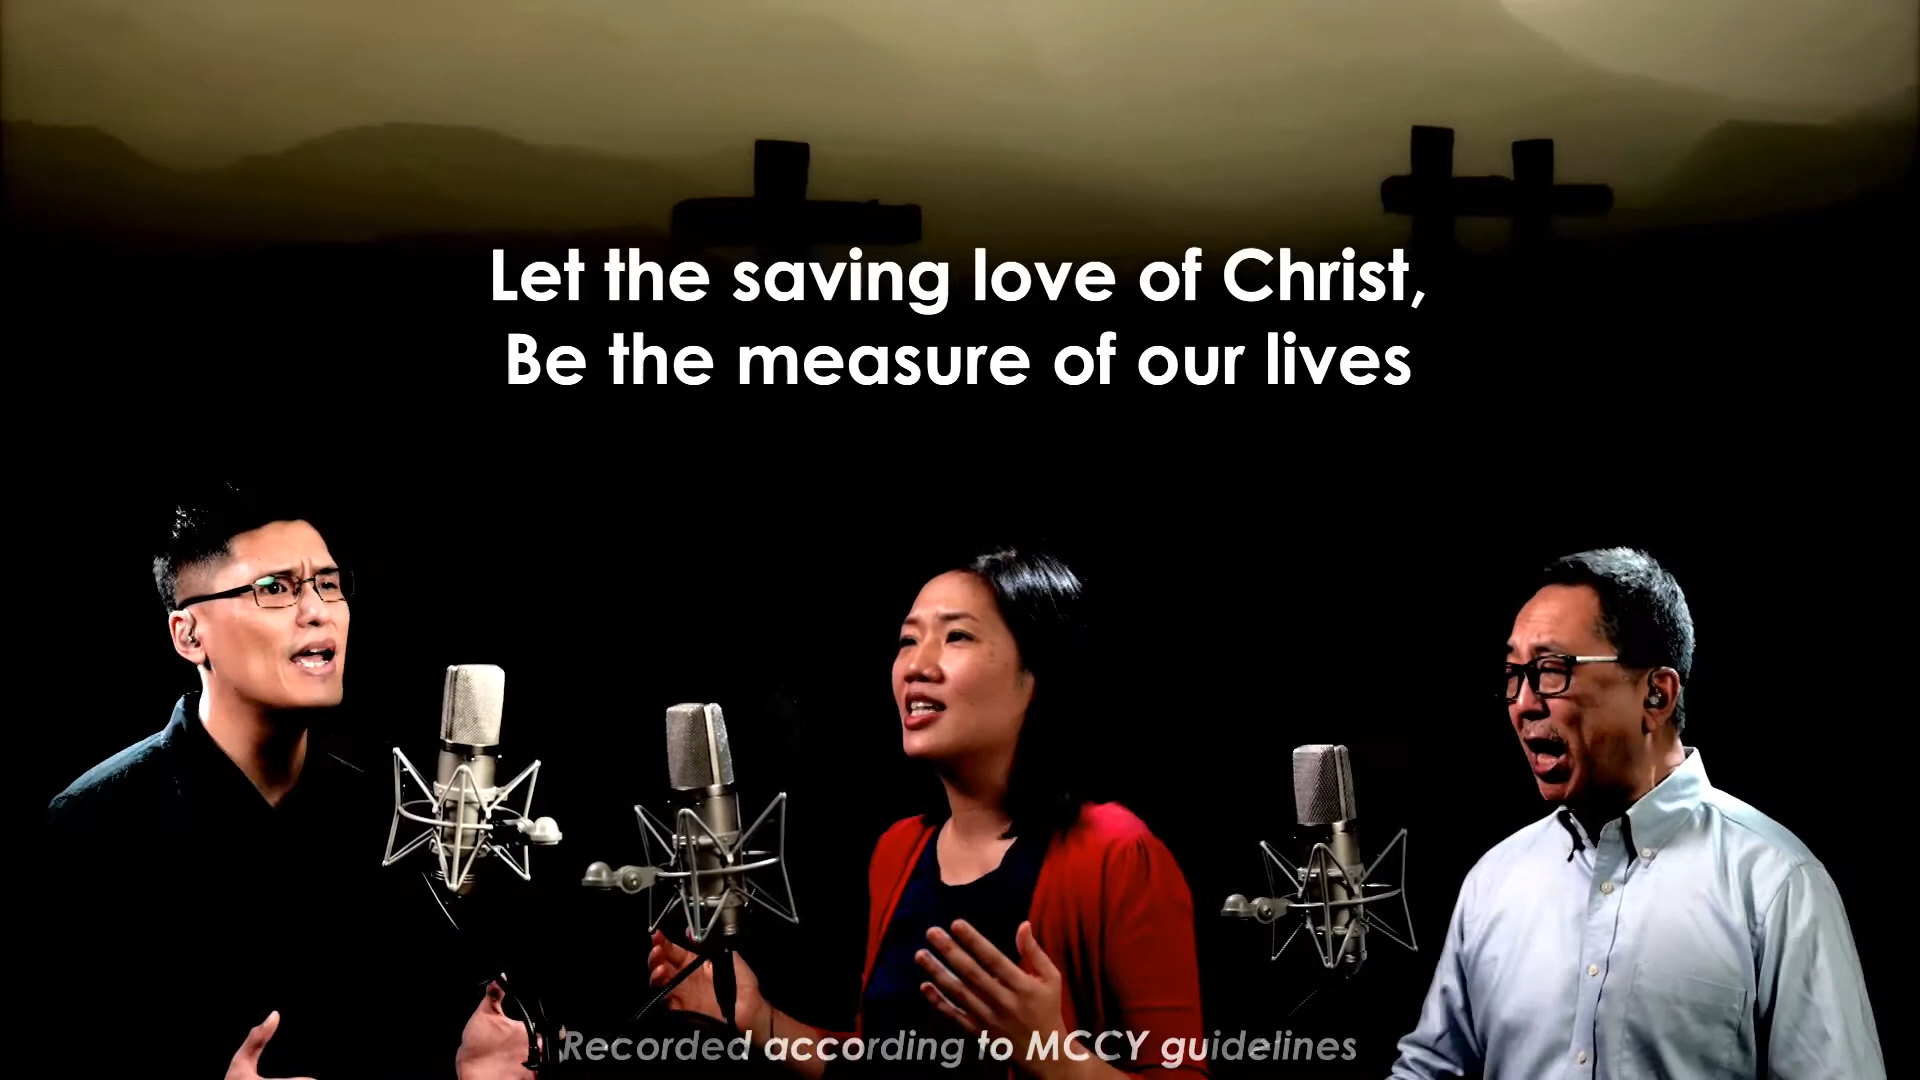 Let the saving love of Christ,
Be the measure of our lives
Recorded according to MCCY guidelines